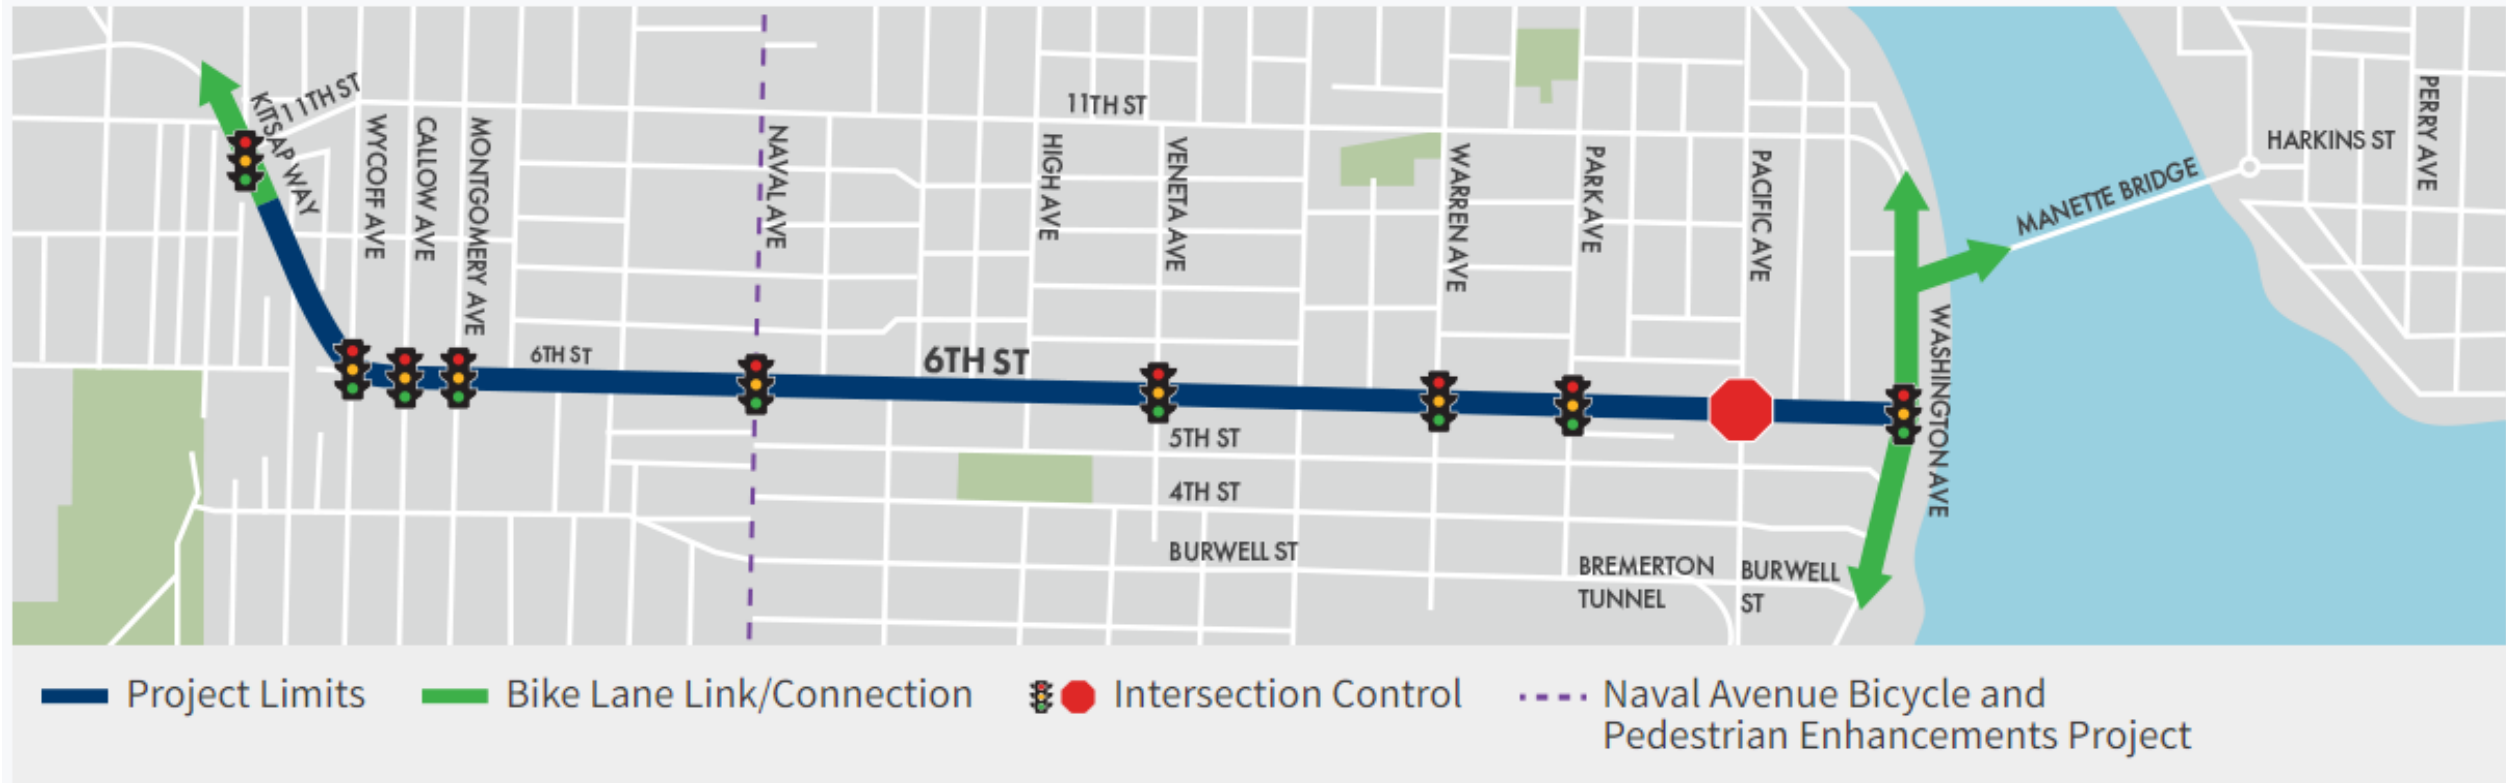 KITSAP WAY
11TH ST
WYCOFF AVE
CALLOW AVE
MONTGOMERY AVE
NAVAL AVE
11TH ST
HIGH AVE
VENETA AVE
WARREN AVE
PARK AVE
PACIFIC AVE
MANETTE BRIDGE
HARKINS ST
PERRY AVE
WASHINGTON AVE
6TH ST
6TH ST
5TH ST
4TH ST
BURWELL ST
BREMERTON
TUNNEL
BURWELL
ST
Project Limits
Bike Lane Link/Connection
Intersection Control
Naval Avenue Bicycle and
Pedestrian Enhancements Project